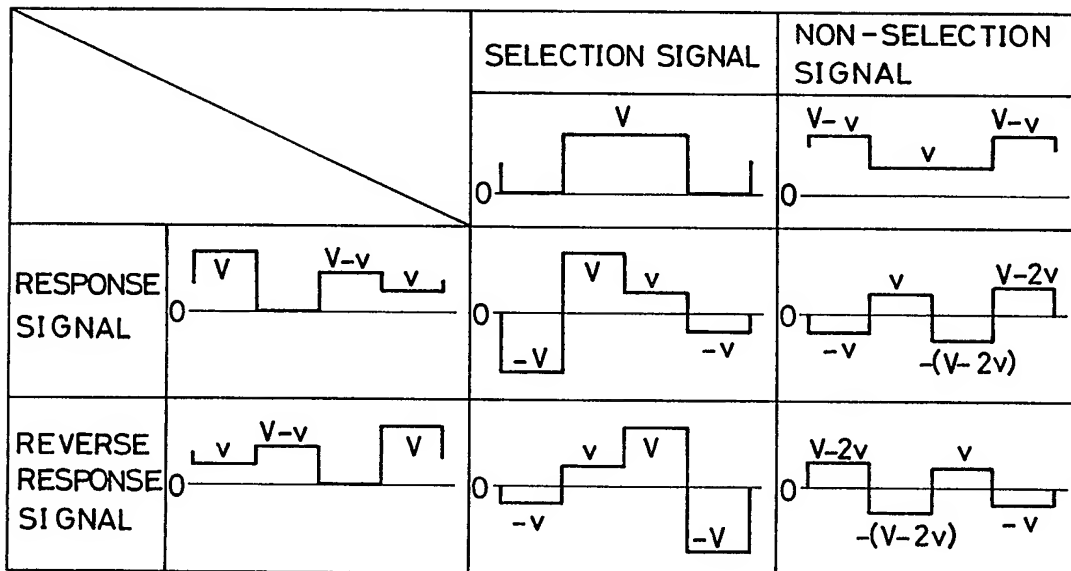 SELECTION SIGNAL
NON-SELECTION
SIGNAL
V
0
V-v
v
V-v
0
RESPONSE
SIGNAL
V
V-v
v
0
V
v
0
-V
-v
v
V-2v
0
-v
-(V-2v)
REVERSE
RESPONSE
SIGNAL
v
V-v
V
0
v
V
0
-v
-V
V-2v
v
0
-(V-2v)
-v